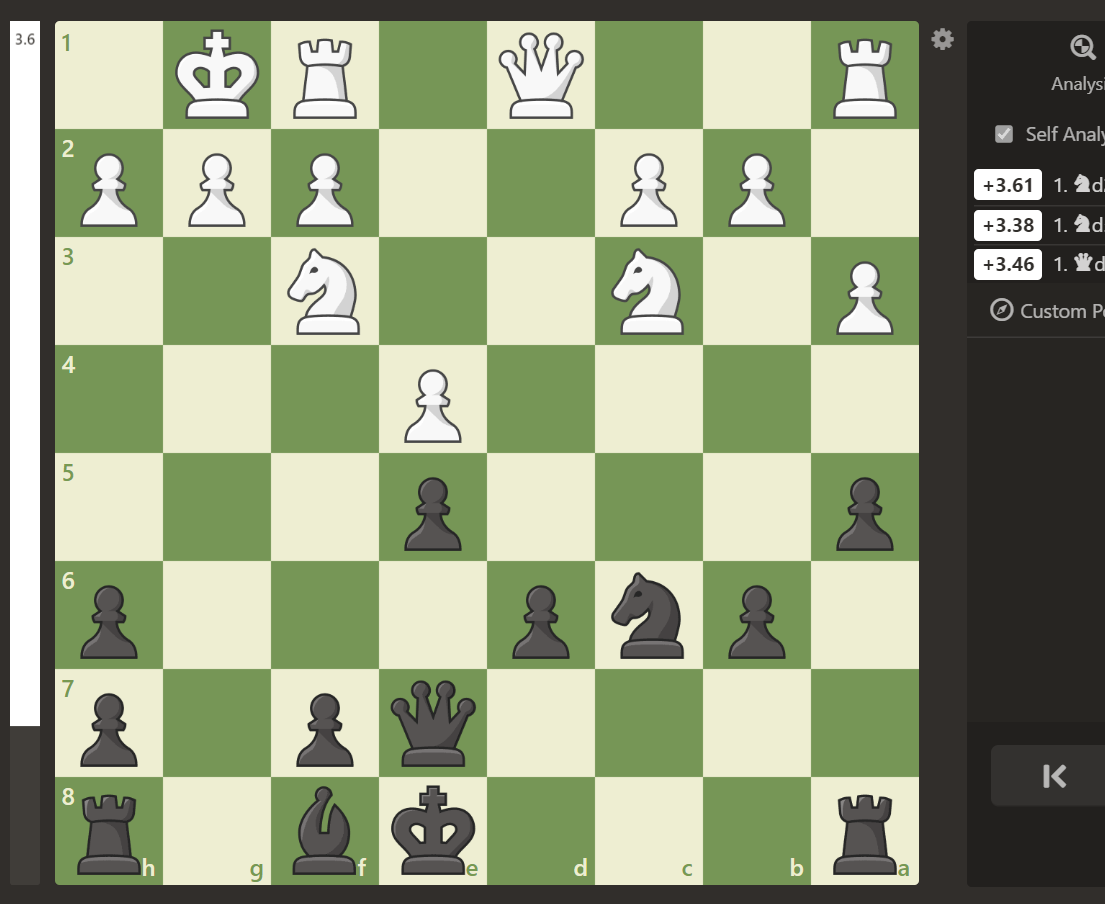 3.6
1
2
3
4
5
6
7
8
h g f e d c b a
Analysi
Self Analy
+3.61 1. ♞d
+3.38 1. ♞d
+3.46 1. ♛d
Custom P